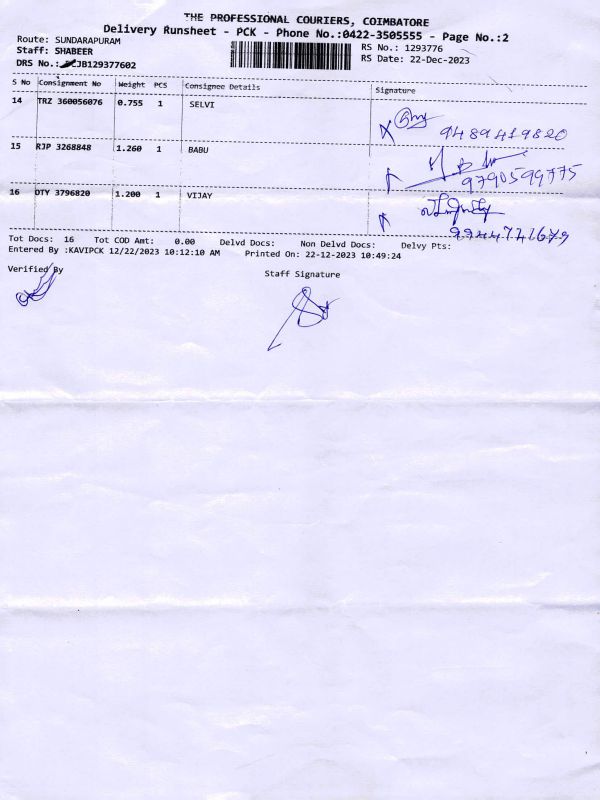 THE PROFESSIONAL COURIERS, COIMBATORE
Delivery Runsheet - PCK - Phone No.:0422-3505555 - Page No.:2
Route: SUNDARAPURAM RS No.: 1293776
Staff: SHABEER RS Date: 22-Dec-2023
DRS No.: JB129377602
S No Consignment No Weight PCS Consignee Details Signature
14 TRZ 360056076 0.755 1 SELVI
9489419820
15 RJP 3268848 1.260 1 BABU
9790599775
16 DTY 3796820 1.200 1 VIJAY
Tot Docs: 16 Tot COD Amt: 0.00 Delvd Docs: Non Delvd Docs: Delvy Pts:
Entered By :KAVIPCK 12/22/2023 10:12:10 AM Printed On: 22-12-2023 10:49:24
Verified By Staff Signature